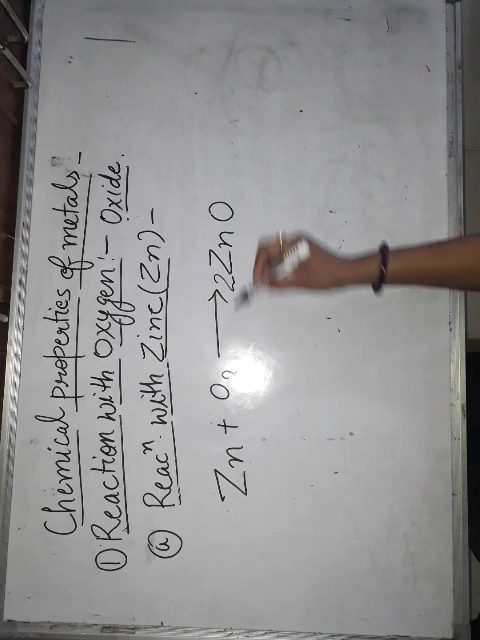 Chemical properties of metals:-
① Reaction with Oxygen:- Oxide.
ⓐ Reacⁿ. with Zinc(Zn)-
Zn + O₂ ⟶ 2ZnO